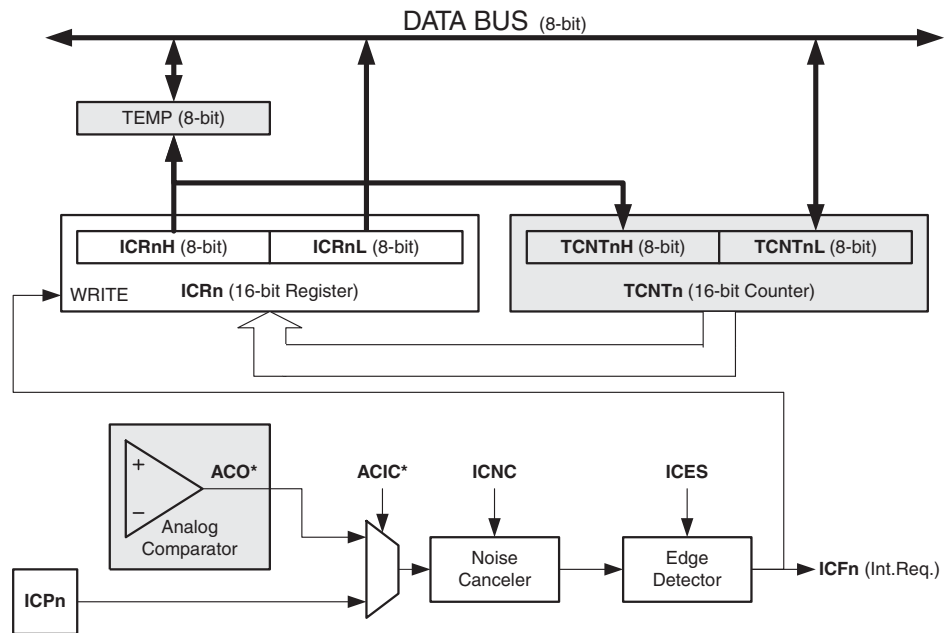 DATA BUS (8-bit)
TEMP (8-bit)
ICRnH (8-bit)
ICRnL (8-bit)
TCNTnH (8-bit)
TCNTnL (8-bit)
WRITE
ICRn (16-bit Register)
TCNTn (16-bit Counter)
+
−
ACO*
Analog
Comparator
ACIC*
ICNC
ICES
Noise
Canceler
Edge
Detector
ICFn (Int.Req.)
ICPn